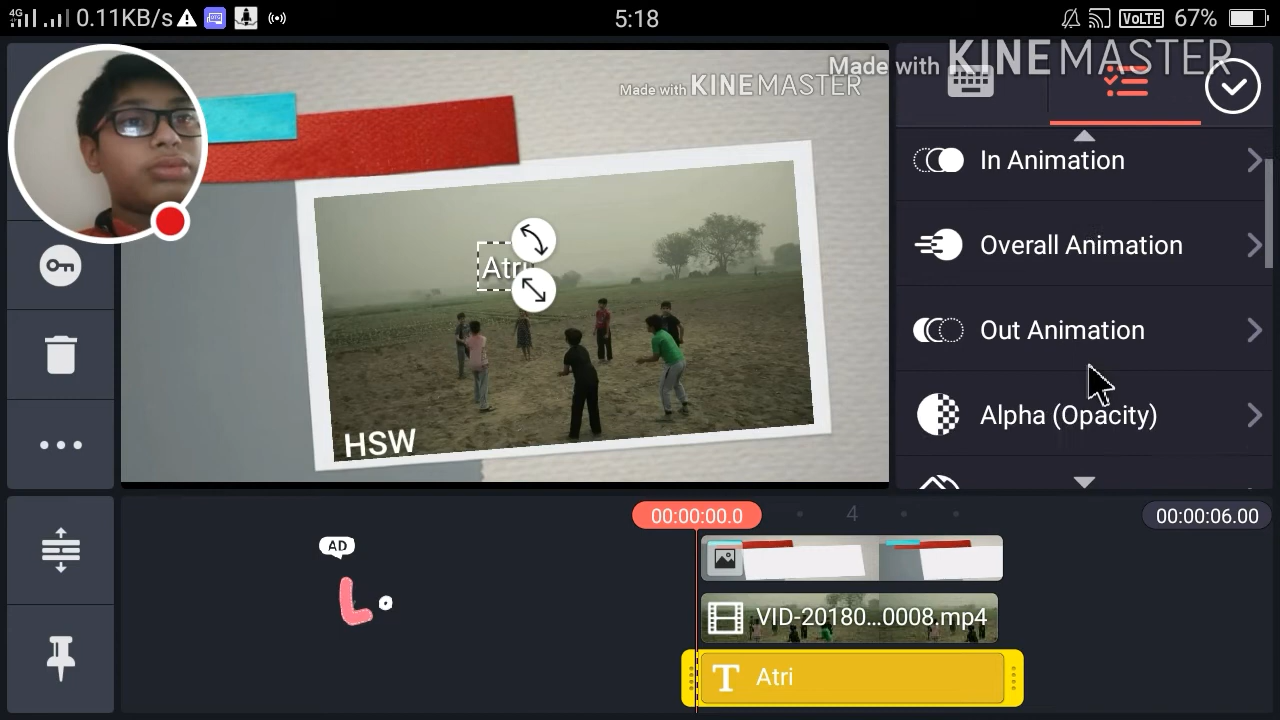 4G 0.11KB/s 5:18 VoLTE 67%
Made with KINEMASTER
Made with KINEMASTER
In Animation
Overall Animation
Atri
Out Animation
Alpha (Opacity)
HSW
00:00:00.0 4 00:00:06.00
AD
L
VID-20180...0008.mp4
T Atri